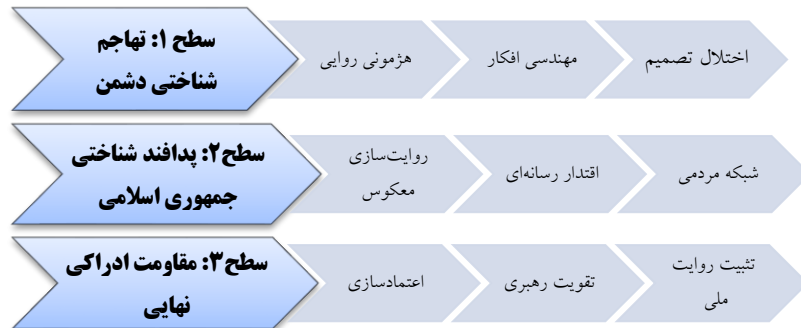 سطح ۱: تهاجم
شناختی دشمن
هژمونی روایی
مهندسی افکار
اختلال تصمیم
سطح۲: پدافند شناختی
جمهوری اسلامی
روایت‌سازی
معکوس
اقتدار رسانه‌ای
شبکه مردمی
سطح۳: مقاومت ادراکی
نهایی
اعتمادسازی
تقویت رهبری
تثبیت روایت
ملی